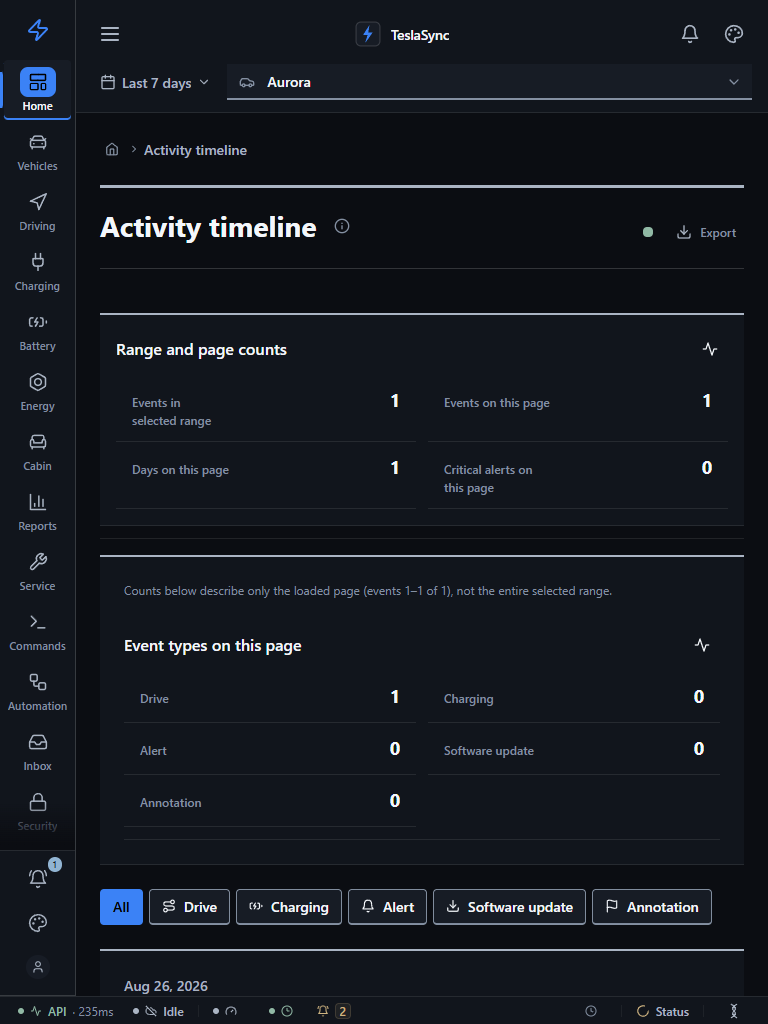 TeslaSync
Last 7 days
Aurora
Home
Vehicles
Driving
Charging
Battery
Energy
Cabin
Reports
Service
Commands
Automation
Inbox
Security
1
Activity timeline
Activity timeline
Export
Range and page counts
Events in
selected range
1
Events on this page
1
Days on this page
1
Critical alerts on
this page
0
Counts below describe only the loaded page (events 1–1 of 1), not the entire selected range.
Event types on this page
Drive
1
Charging
0
Alert
0
Software update
0
Annotation
0
All
Drive
Charging
Alert
Software update
Annotation
Aug 26, 2026
API · 235ms
Idle
2
Status